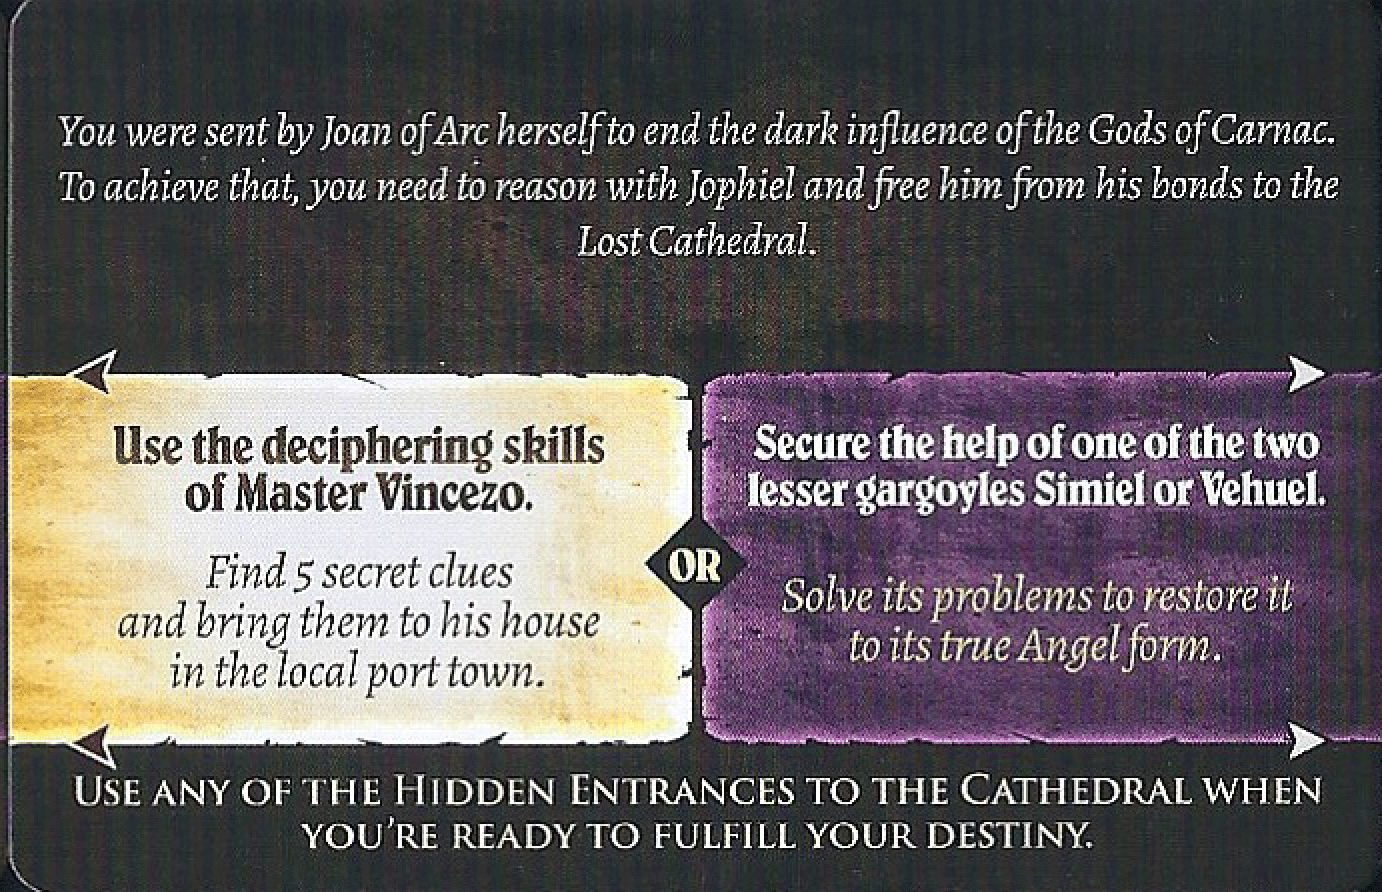 You were sent by Joan of Arc herself to end the dark influence of the Gods of Carnac.
To achieve that, you need to reason with Jophiel and free him from his bonds to the
Lost Cathedral.
Use the deciphering skills
of Master Vincezo.
Find 5 secret clues
and bring them to his house
in the local port town.
OR
Secure the help of one of the two
lesser gargoyles Simiel or Vehuel.
Solve its problems to restore it
to its true Angel form.
USE ANY OF THE HIDDEN ENTRANCES TO THE CATHEDRAL WHEN
YOU'RE READY TO FULFILL YOUR DESTINY.